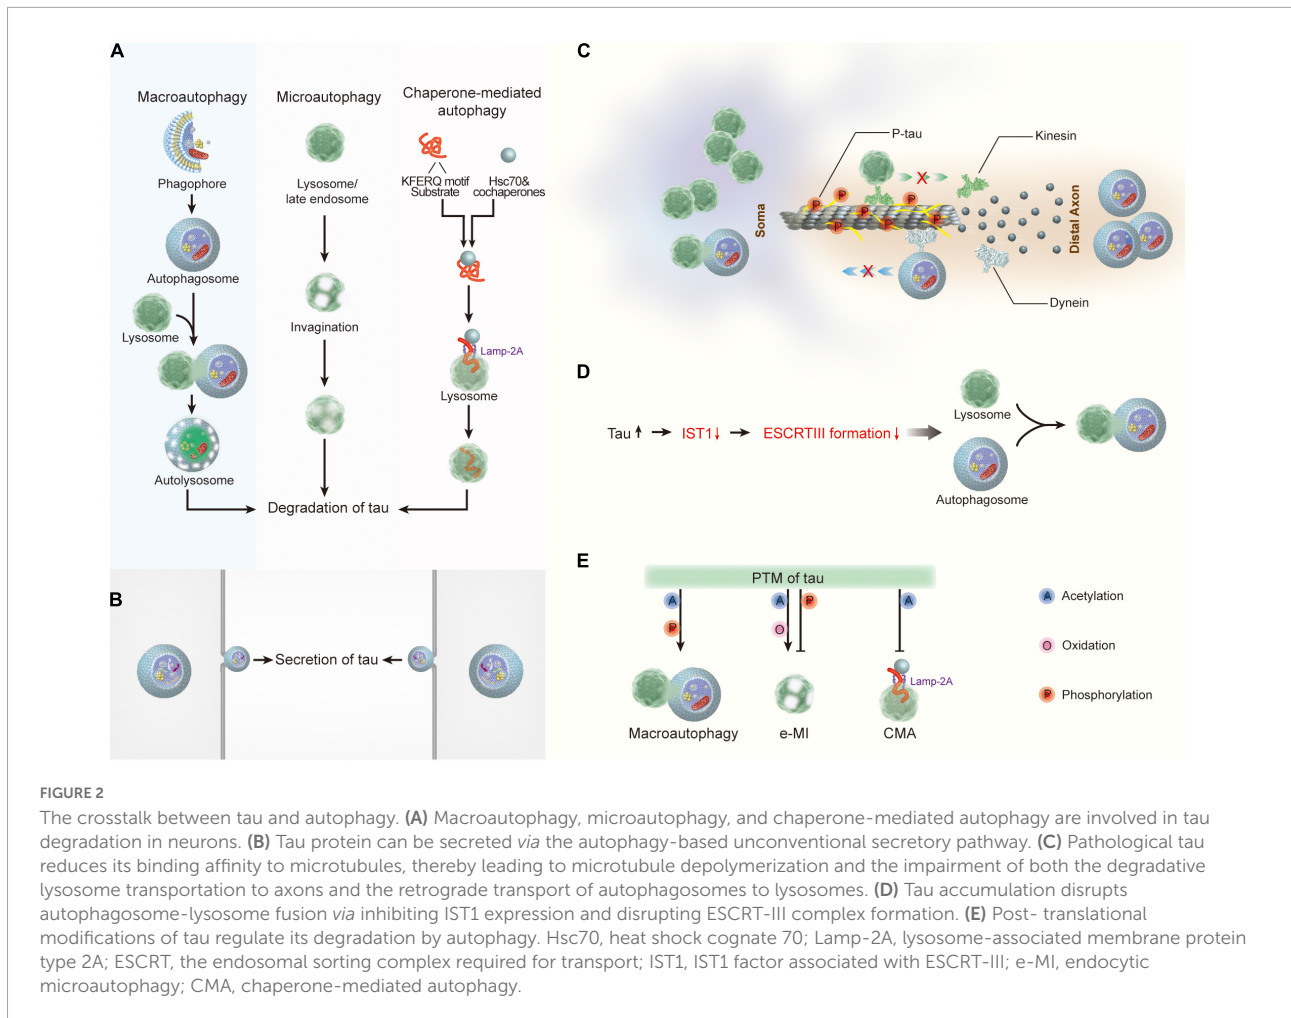 A
Macroautophagy
Phagophore
Autophagosome
Lysosome
Autolysosome
Microautophagy
Lysosome/
late endosome
Invagination
Chaperone-mediated
autophagy
KFERQ motif
Substrate
Hsc70&
cochaperones
Lamp-2A
Lysosome
Degradation of tau
B
Secretion of tau
C
P-tau
Kinesin
P
P
P
P
P
P
P
X
X
Soma
Distal Axon
Dynein
D
Tau
IST1
ESCRTIII formation
Lysosome
Autophagosome
E
PTM of tau
A
P
A
P
O
A
Lamp-2A
Macroautophagy
e-MI
CMA
A Acetylation
O Oxidation
P Phosphorylation
FIGURE 2
The crosstalk between tau and autophagy. (A) Macroautophagy, microautophagy, and chaperone-mediated autophagy are involved in tau
degradation in neurons. (B) Tau protein can be secreted via the autophagy-based unconventional secretory pathway. (C) Pathological tau
reduces its binding affinity to microtubules, thereby leading to microtubule depolymerization and the impairment of both the degradative
lysosome transportation to axons and the retrograde transport of autophagosomes to lysosomes. (D) Tau accumulation disrupts
autophagosome-lysosome fusion via inhibiting IST1 expression and disrupting ESCRT-III complex formation. (E) Post- translational
modifications of tau regulate its degradation by autophagy. Hsc70, heat shock cognate 70; Lamp-2A, lysosome-associated membrane protein
type 2A; ESCRT, the endosomal sorting complex required for transport; IST1, IST1 factor associated with ESCRT-III; e-MI, endocytic
microautophagy; CMA, chaperone-mediated autophagy.